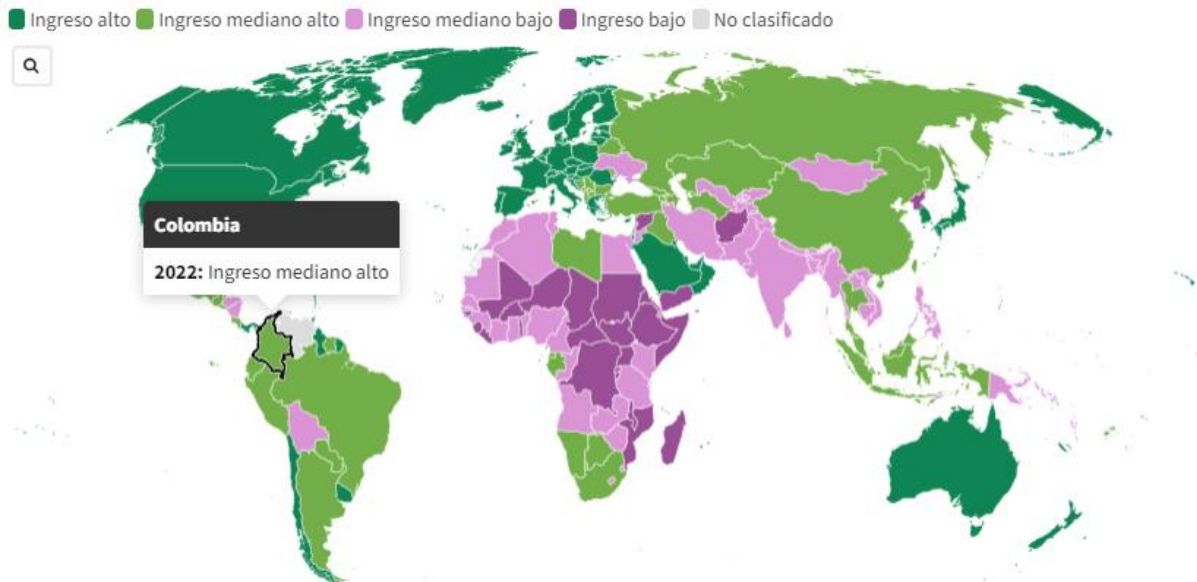 Ingreso alto Ingreso mediano alto Ingreso mediano bajo Ingreso bajo No clasificado
Colombia
2022: Ingreso mediano alto